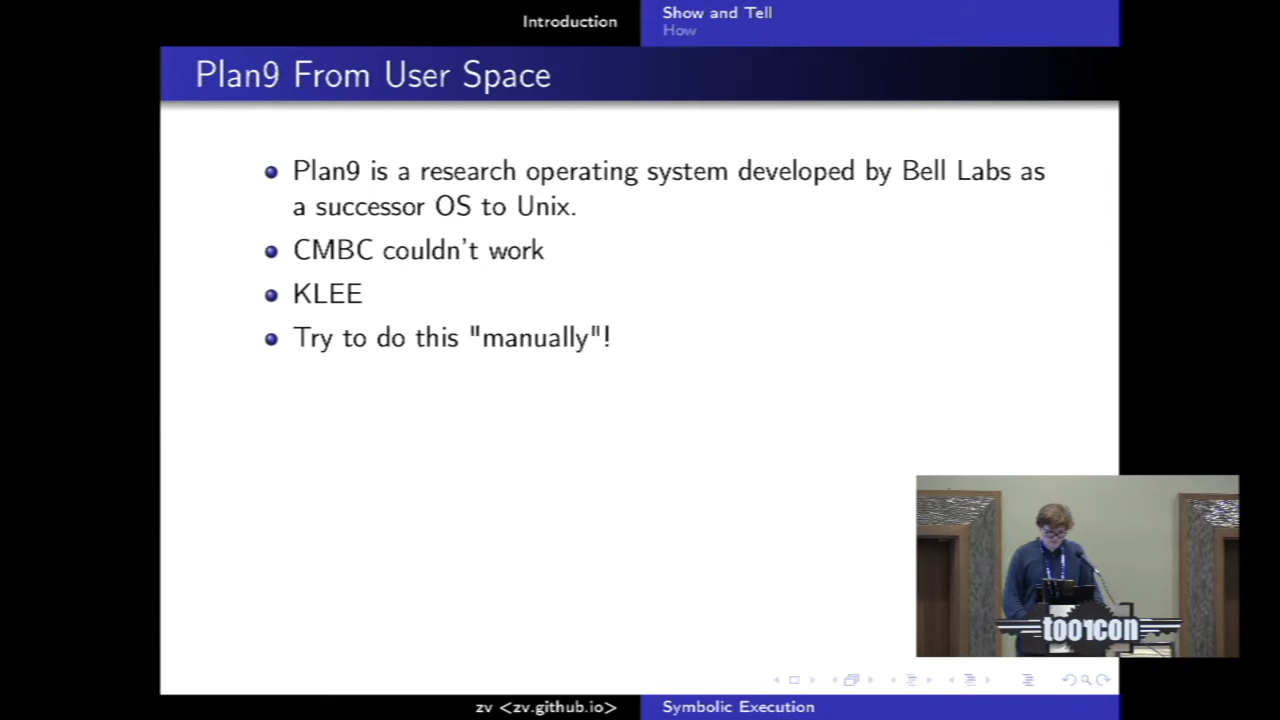 Introduction
Show and Tell
How
Plan9 From User Space
Plan9 is a research operating system developed by Bell Labs as
a successor OS to Unix.
CMBC couldn't work
KLEE
Try to do this "manually"!
toorcon
zv <zv.github.io>
Symbolic Execution